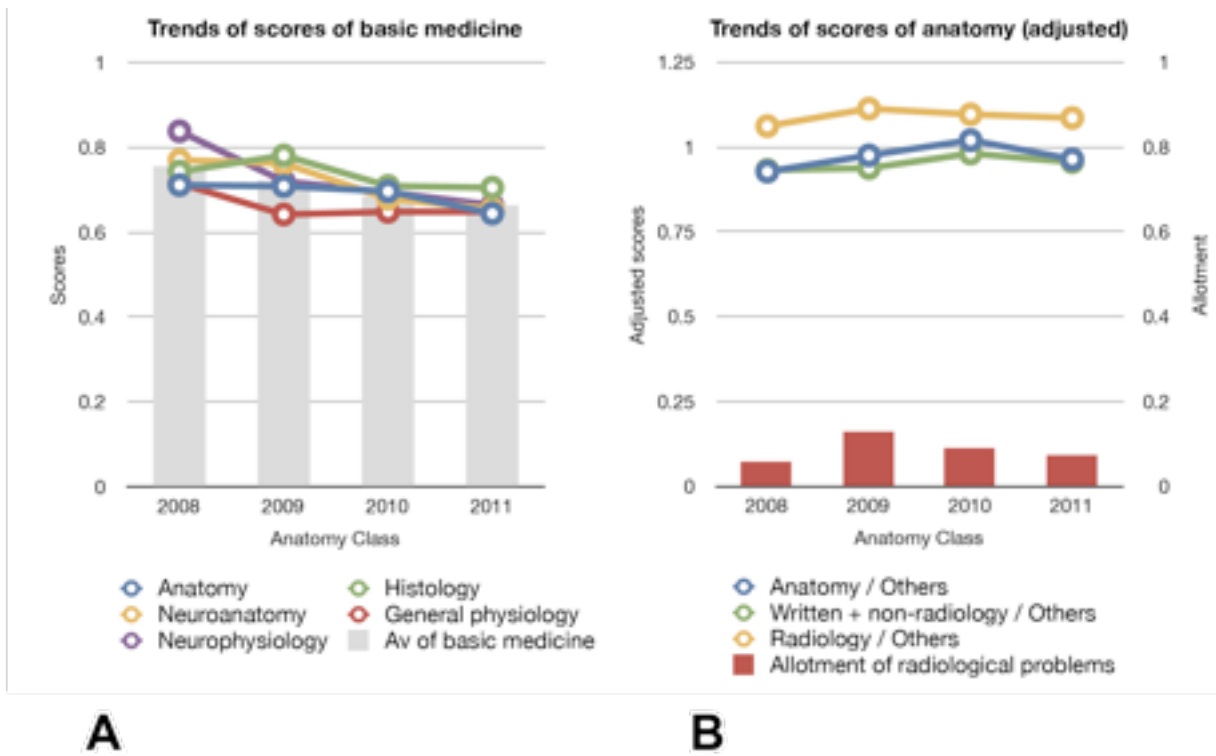 Trends of scores of basic medicine
1
0.8
0.6
0.4
0.2
0
Scores
2008 2009 2010 2011
Anatomy Class
Anatomy
Neuroanatomy
Neurophysiology
Histology
General physiology
Av of basic medicine
A
Trends of scores of anatomy (adjusted)
1.25
1
0.75
0.5
0.25
0
Adjusted scores
1
0.8
0.6
0.4
0.2
0
Allotment
2008 2009 2010 2011
Anatomy Class
Anatomy / Others
Written + non-radiology / Others
Radiology / Others
Allotment of radiological problems
B